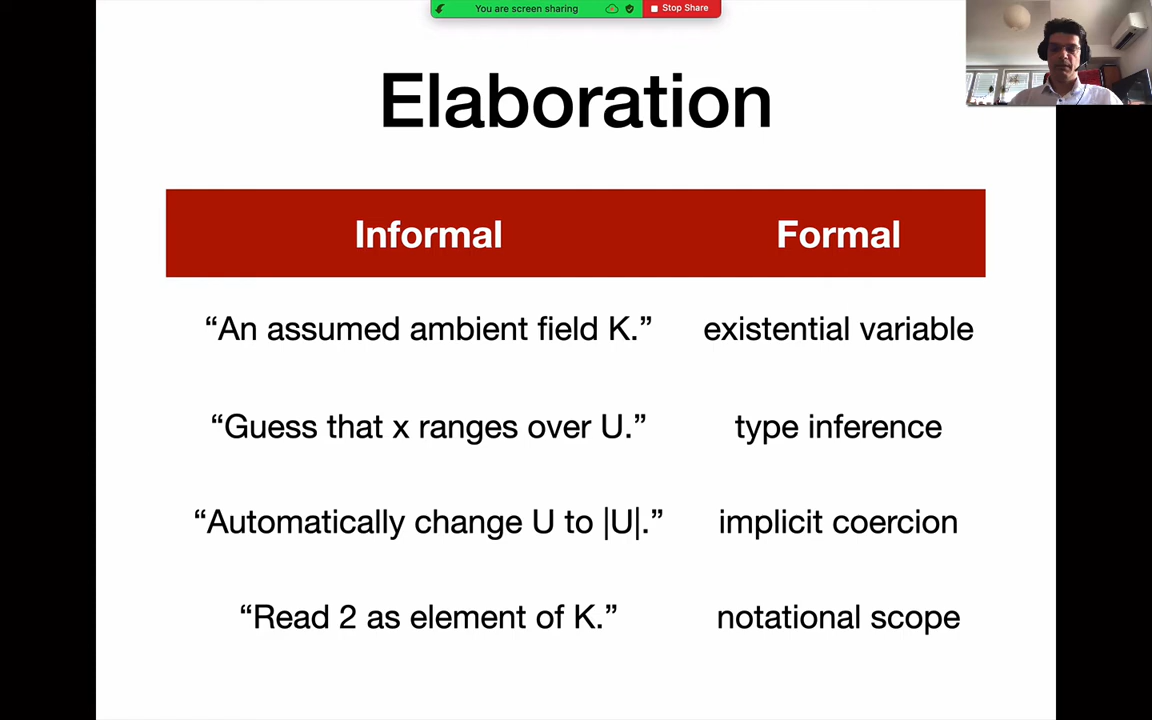 You are screen sharing
Stop Share
Elaboration
Informal Formal
“An assumed ambient field K.” existential variable
“Guess that x ranges over U.” type inference
“Automatically change U to |U|.” implicit coercion
“Read 2 as element of K.” notational scope